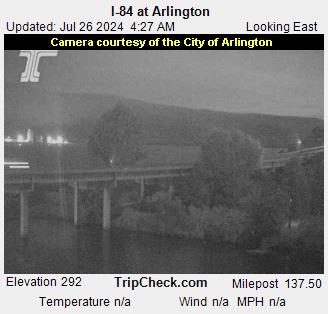 I-84 at Arlington
Updated: Jul 26 2024 4:27 AM Looking East
Camera courtesy of the City of Arlington
Elevation 292 TripCheck.com Milepost 137.50
Temperature n/a Wind n/a MPH n/a